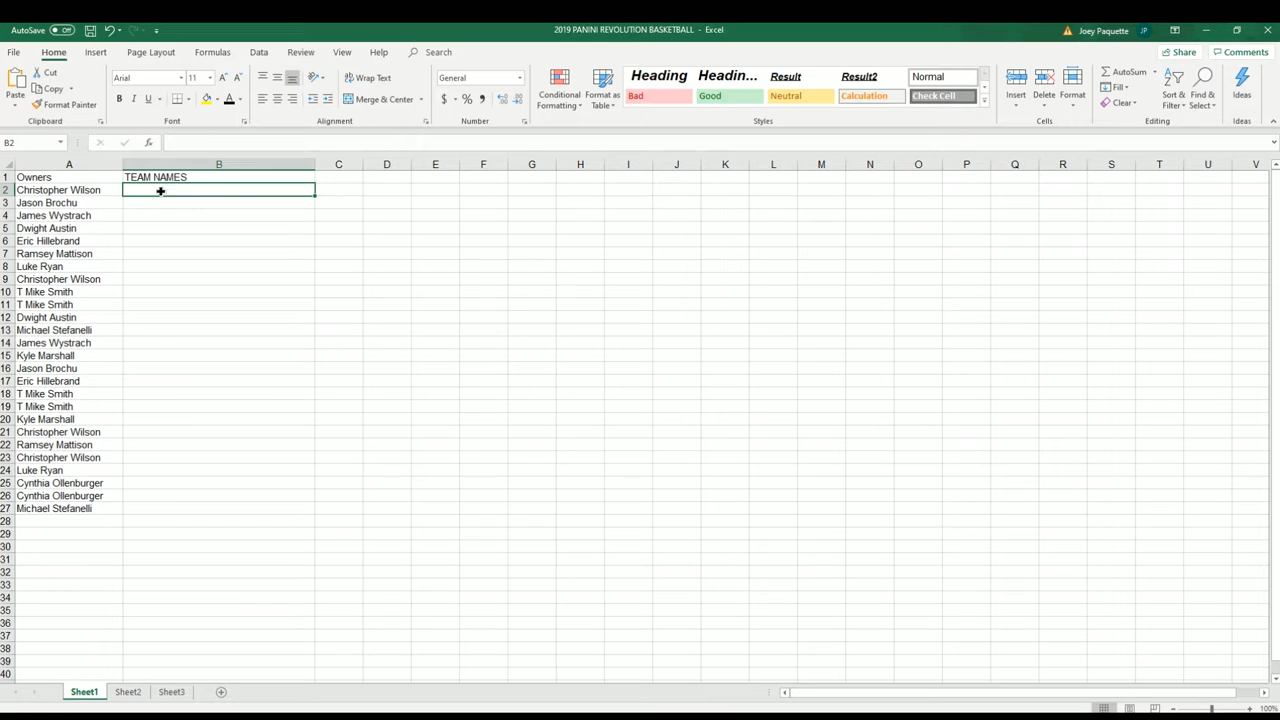 AutoSave Off 2019 PANINI REVOLUTION BASKETBALL - Excel Joey Paquette JP
File Home Insert Page Layout Formulas Data Review View Help Search Share Comments
Paste Cut Copy Format Painter Clipboard
Arial 11 B I U A Font
Wrap Text Merge & Center Alignment
General $ % Number
Conditional Formatting Format as Table
Heading Headin... Result Result2 Normal
Bad Good Neutral Calculation Check Cell
Styles
Insert Delete Format Cells
AutoSum Fill Clear Sort & Filter Find & Select Editing
Ideas Ideas
B2 fx
A B C D E F G H I J K L M N O P Q R S T U V
1 Owners TEAM NAMES
2 Christopher Wilson
3 Jason Brochu
4 James Wystrach
5 Dwight Austin
6 Eric Hillebrand
7 Ramsey Mattison
8 Luke Ryan
9 Christopher Wilson
10 T Mike Smith
11 T Mike Smith
12 Dwight Austin
13 Michael Stefanelli
14 James Wystrach
15 Kyle Marshall
16 Jason Brochu
17 Eric Hillebrand
18 T Mike Smith
19 T Mike Smith
20 Kyle Marshall
21 Christopher Wilson
22 Ramsey Mattison
23 Christopher Wilson
24 Luke Ryan
25 Cynthia Ollenburger
26 Cynthia Ollenburger
27 Michael Stefanelli
28
29
30
31
32
33
34
35
36
37
38
39
40
Sheet1 Sheet2 Sheet3
100%